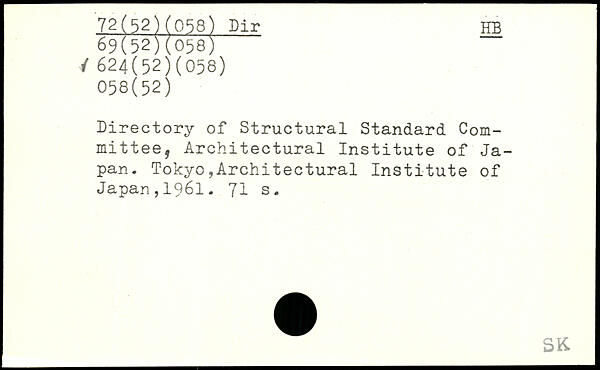 72(52)(058) Dir HB
69(52)(058)
✓ 624(52)(058)
058(52)
Directory of Structural Standard Com-
mittee, Architectural Institute of Ja-
pan. Tokyo,Architectural Institute of
Japan,1961. 71 s.
SK